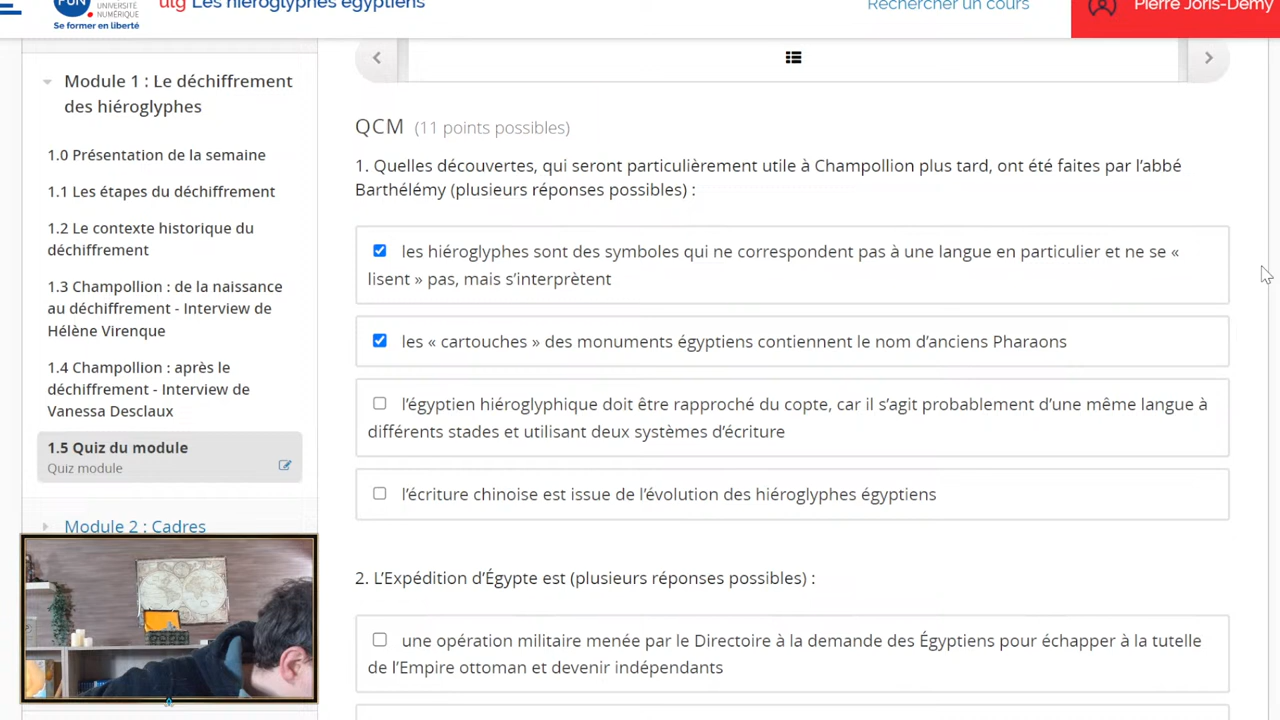 UNIVERSITÉ
FUN NUMÉRIQUE
Se former en liberté
ulg Les hiéroglyphes égyptiens
Rechercher un cours
Pierre Joris-Demy
Module 1 : Le déchiffrement
des hiéroglyphes
1.0 Présentation de la semaine
1.1 Les étapes du déchiffrement
1.2 Le contexte historique du
déchiffrement
1.3 Champollion : de la naissance
au déchiffrement - Interview de
Hélène Virenque
1.4 Champollion : après le
déchiffrement - Interview de
Vanessa Desclaux
1.5 Quiz du module
Quiz module
Module 2 : Cadres
QCM (11 points possibles)
1. Quelles découvertes, qui seront particulièrement utile à Champollion plus tard, ont été faites par l'abbé
Barthélémy (plusieurs réponses possibles) :
les hiéroglyphes sont des symboles qui ne correspondent pas à une langue en particulier et ne se «
lisent » pas, mais s'interprètent
les « cartouches » des monuments égyptiens contiennent le nom d'anciens Pharaons
l'égyptien hiéroglyphique doit être rapproché du copte, car il s'agit probablement d'une même langue à
différents stades et utilisant deux systèmes d'écriture
l'écriture chinoise est issue de l'évolution des hiéroglyphes égyptiens
2. L'Expédition d'Égypte est (plusieurs réponses possibles) :
une opération militaire menée par le Directoire à la demande des Égyptiens pour échapper à la tutelle
de l'Empire ottoman et devenir indépendants